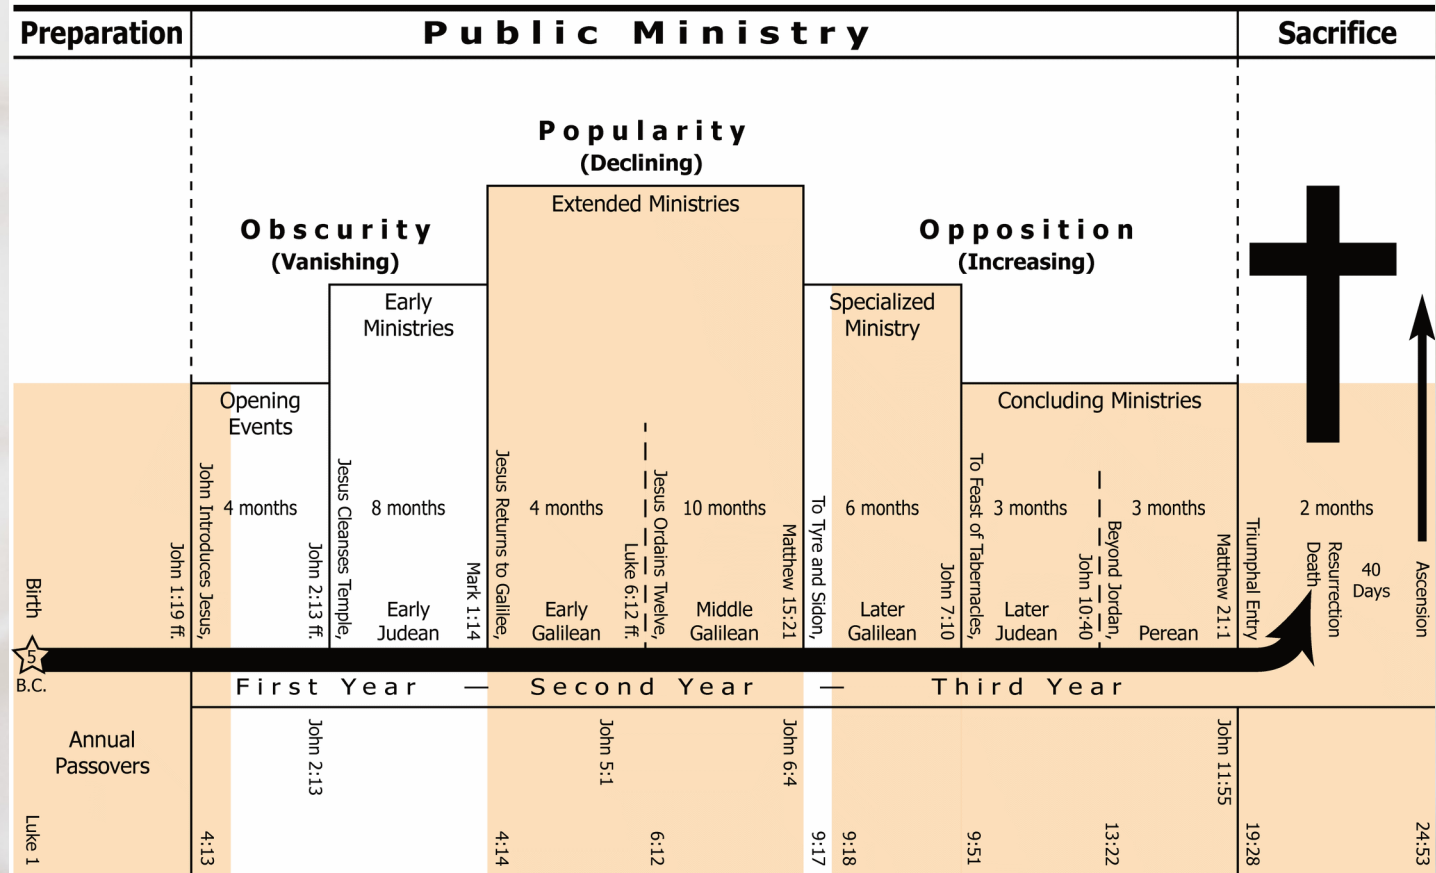 Preparation
Public Ministry
Sacrifice
Popularity
(Declining)
Extended Ministries
Obscurity
(Vanishing)
Opposition
(Increasing)
Early
Ministries
Specialized
Ministry
Opening
Events
Concluding Ministries
4 months
8 months
4 months
10 months
6 months
3 months
3 months
2 months
Birth
John 1:19 ff.
John Introduces Jesus,
John 2:13 ff.
Jesus Cleanses Temple,
Early
Judean
Mark 1:14
Jesus Returns to Galilee,
Early
Galilean
Luke 6:12 ff.
Jesus Ordains Twelve,
Middle
Galilean
Matthew 15:21
To Tyre and Sidon,
Later
Galilean
John 7:10
To Feast of Tabernacles,
Later
Judean
John 10:40
Beyond Jordan,
Perean
Matthew 21:1
Triumphal Entry
Death
Resurrection
40
Days
Ascension
5
B.C.
First Year — Second Year — Third Year
Annual
Passovers
John 2:13
John 5:1
John 6:4
John 11:55
Luke 1
4:13
4:14
6:12
9:17
9:18
9:51
13:22
19:28
24:53